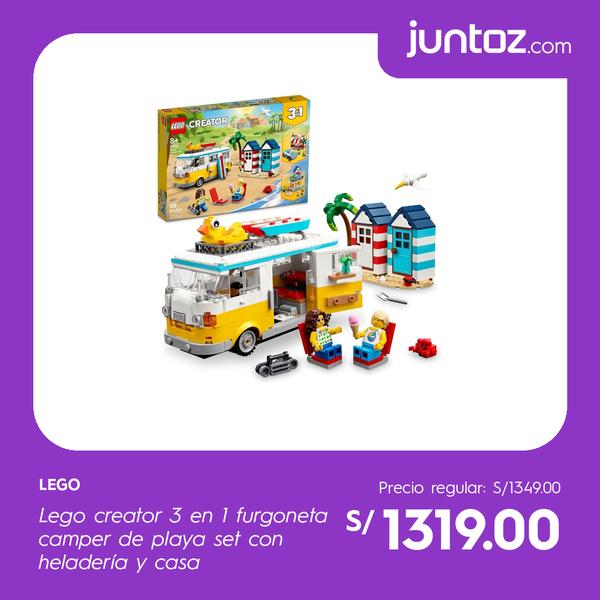 juntoz.com
LEGO CREATOR
3in1
8+
LEGO
Precio regular: S/1349.00
Lego creator 3 en 1 furgoneta
camper de playa set con
heladería y casa
S/ 1319.00